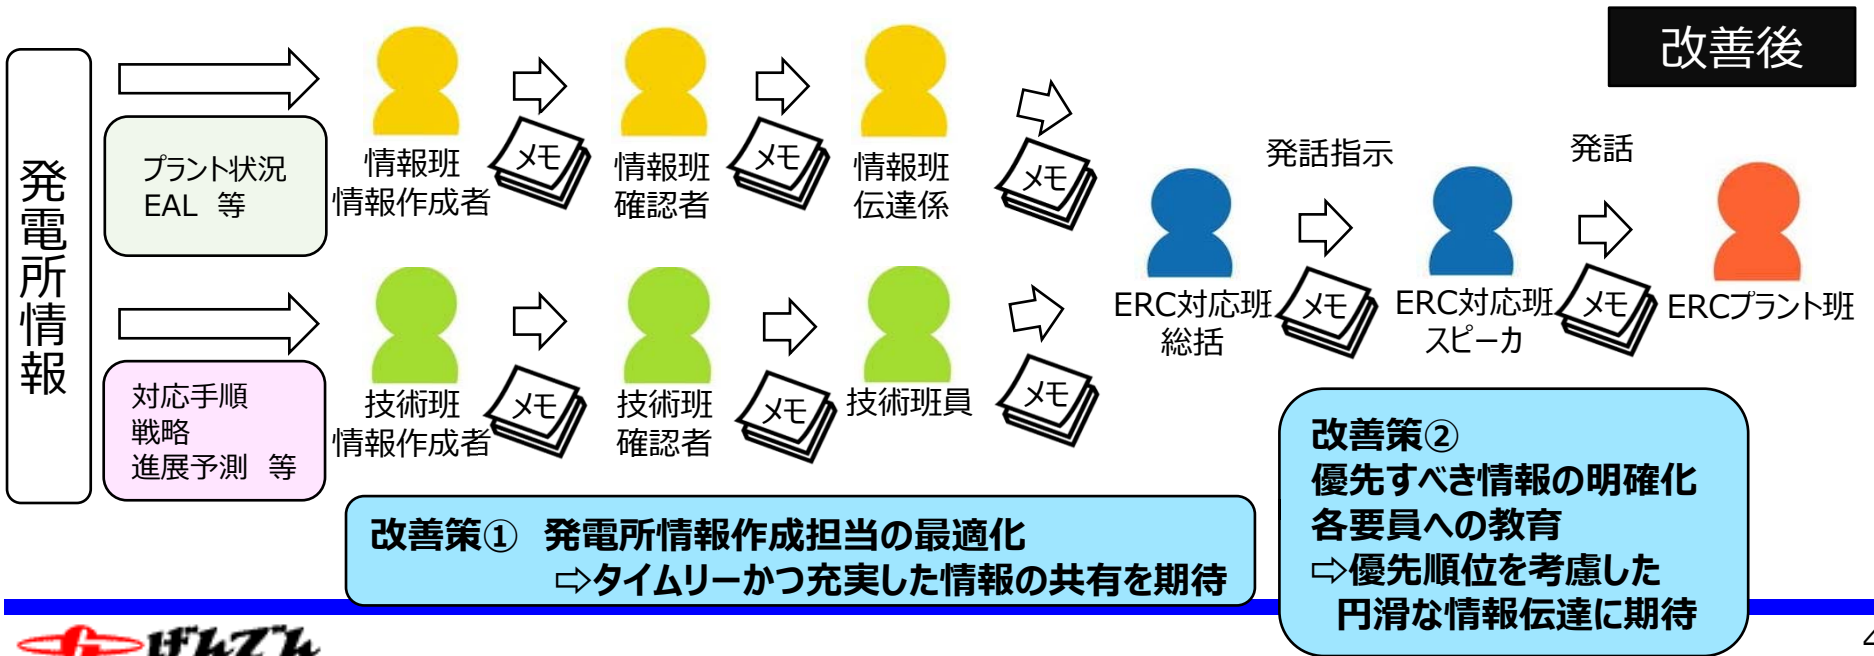 改善後
発電所情報
プラント状況
EAL 等
情報班
情報作成者
メモ
情報班
確認者
メモ
情報班
伝達係
メモ
対応手順
戦略
進展予測 等
技術班
情報作成者
メモ
技術班
確認者
メモ
技術班員
メモ
ERC対応班
総括
発話指示
メモ
ERC対応班
スピーカ
発話
メモ
ERCプラント班
改善策① 発電所情報作成担当の最適化
⇨タイムリーかつ充実した情報の共有を期待
改善策②
優先すべき情報の明確化
各要員への教育
⇨優先順位を考慮した
円滑な情報伝達に期待
げんでん